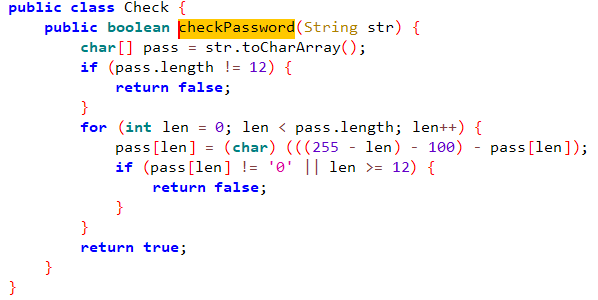 public class Check {
    public boolean checkPassword(String str) {
        char[] pass = str.toCharArray();
        if (pass.length != 12) {
            return false;
        }
        for (int len = 0; len < pass.length; len++) {
            pass[len] = (char) (((255 - len) - 100) - pass[len]);
            if (pass[len] != '0' || len >= 12) {
                return false;
            }
        }
        return true;
    }
}